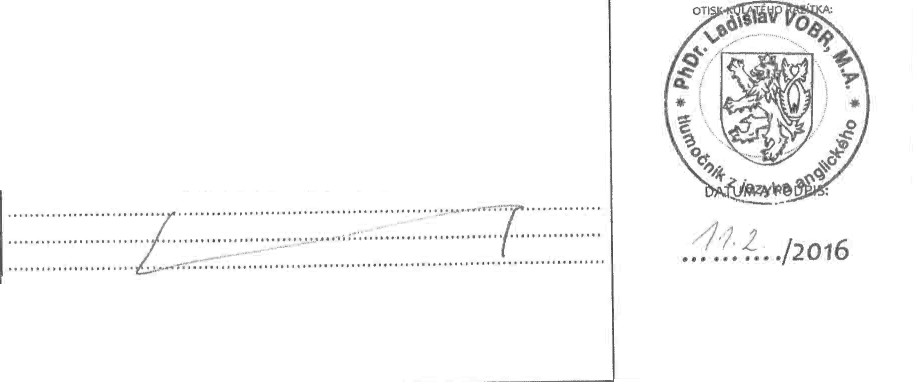 OTISK KULATÉHO RAZÍTKA:
* PhDr. Ladislav VOBR, M.A. *
tlumočník z jazyka anglického
DATUM A PODPIS:
11.2. /2016